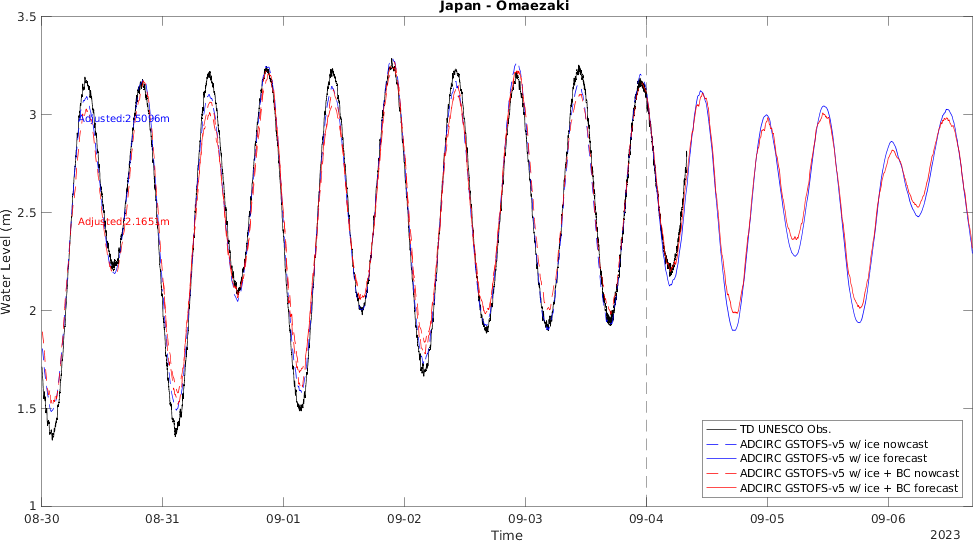 Japan - Omaezaki
3.5
3
2.5
2
1.5
1
Water Level (m)
Adjusted:2.5096m
Adjusted:2.1651m
TD UNESCO Obs.
ADCIRC GSTOFS-v5 w/ ice nowcast
ADCIRC GSTOFS-v5 w/ ice forecast
ADCIRC GSTOFS-v5 w/ ice + BC nowcast
ADCIRC GSTOFS-v5 w/ ice + BC forecast
08-30 08-31 09-01 09-02 09-03 09-04 09-05 09-06
Time
2023